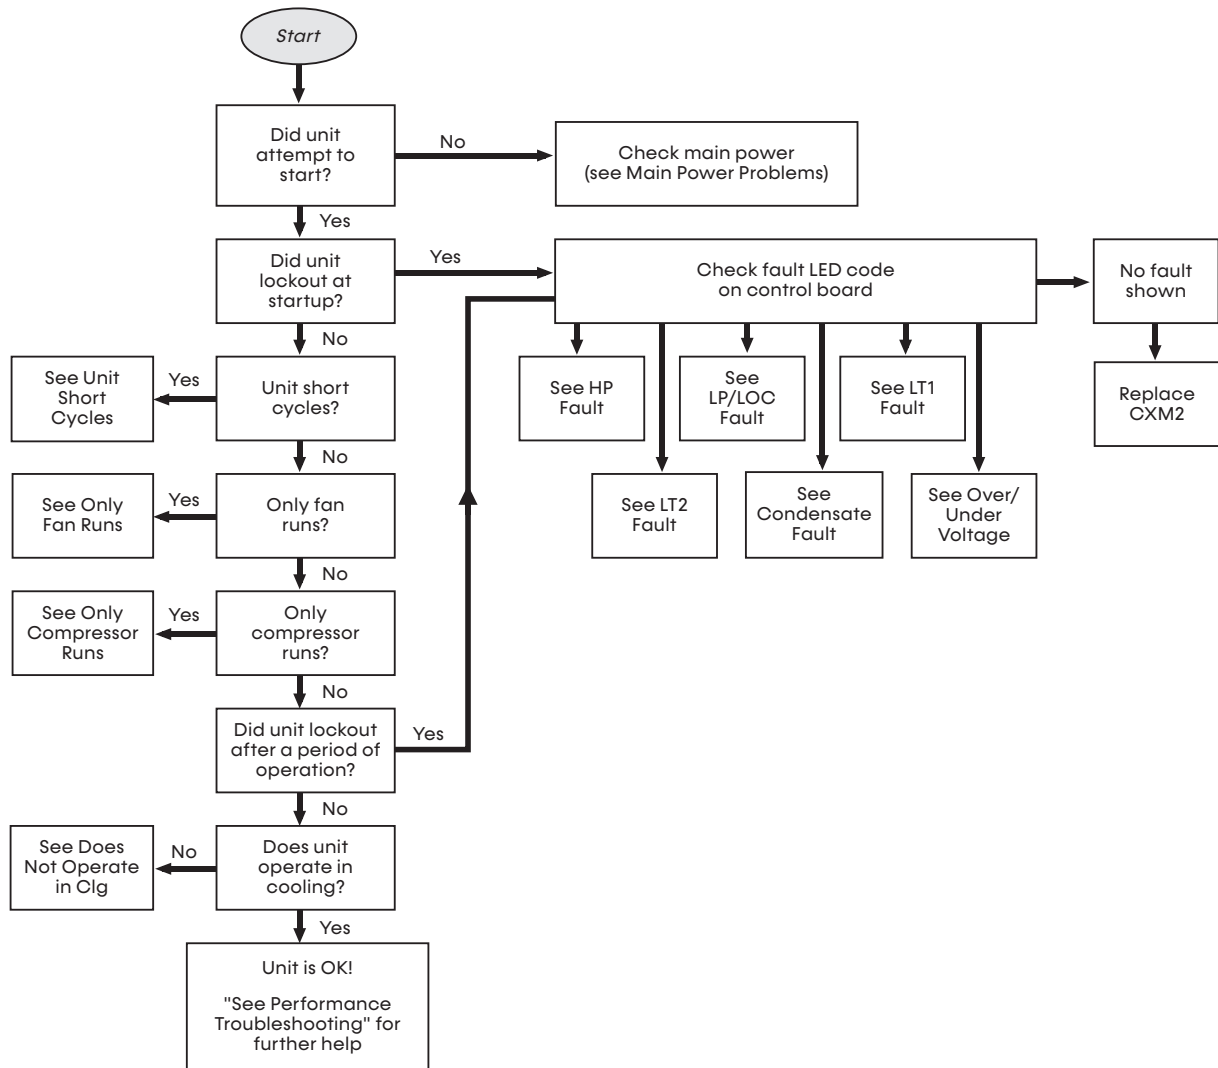 Start
Did unit
attempt to
start?
No
Check main power
(see Main Power Problems)
Yes
Did unit
lockout at
startup?
Yes
Check fault LED code
on control board
No fault
shown
No
See Unit
Short
Cycles
Yes
Unit short
cycles?
See HP
Fault
See
LP/LOC
Fault
See LT1
Fault
Replace
CXM2
No
See Only
Fan Runs
Yes
Only fan
runs?
See LT2
Fault
See
Condensate
Fault
See Over/
Under
Voltage
No
See Only
Compressor
Runs
Yes
Only
compressor
runs?
No
Did unit lockout
after a period of
operation?
Yes
No
See Does
Not Operate
in Clg
No
Does unit
operate in
cooling?
Yes
Unit is OK!
"See Performance
Troubleshooting" for
further help